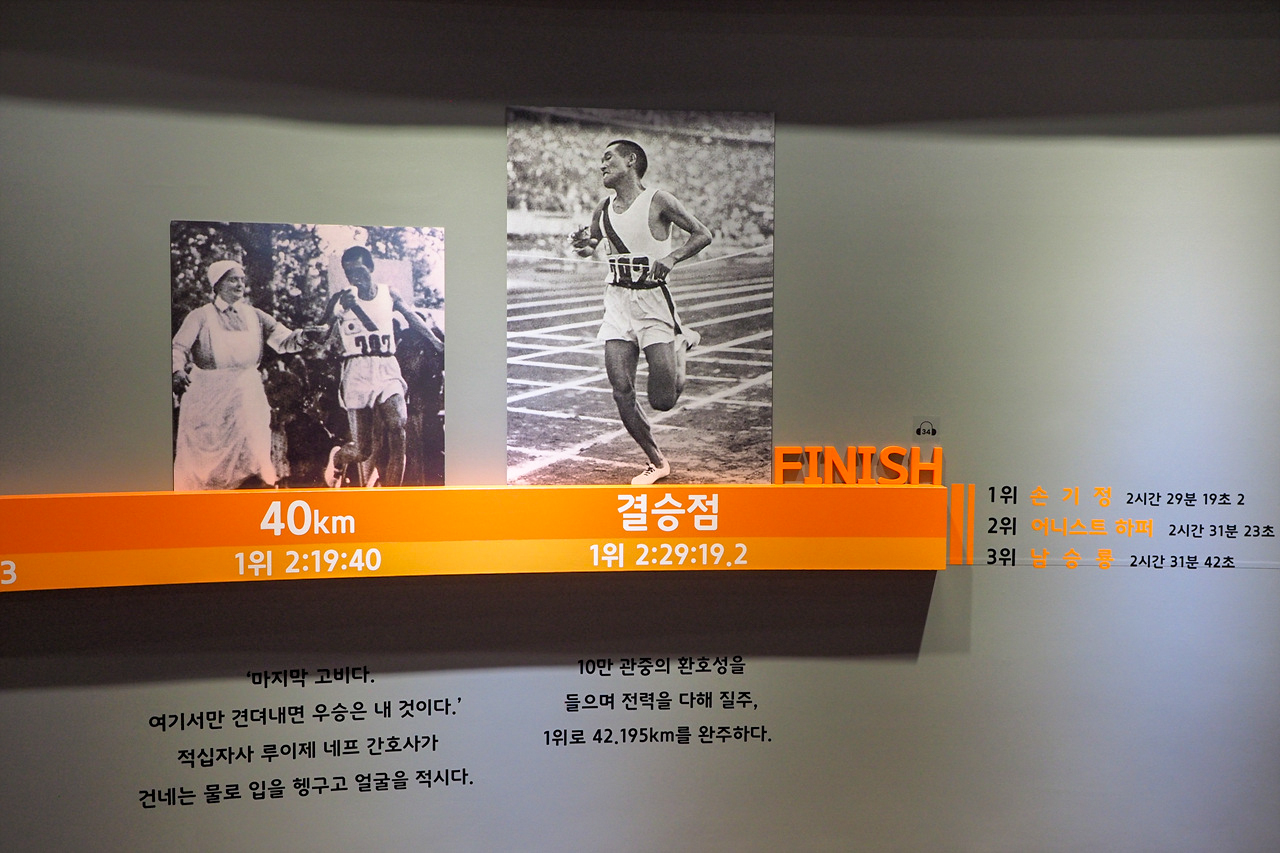 382
382
34
FINISH
3
40km
1위 2:19:40
결승점
1위 2:29:19.2
1위 손 기 정 2시간 29분 19초 2
2위 어니스트 하퍼 2시간 31분 23초
3위 남 승 룡 2시간 31분 42초
‘마지막 고비다.
여기서만 견뎌내면 우승은 내 것이다.’
적십자사 루이제 네프 간호사가
건네는 물로 입을 헹구고 얼굴을 적시다.
10만 관중의 환호성을
들으며 전력을 다해 질주,
1위로 42.195km를 완주하다.